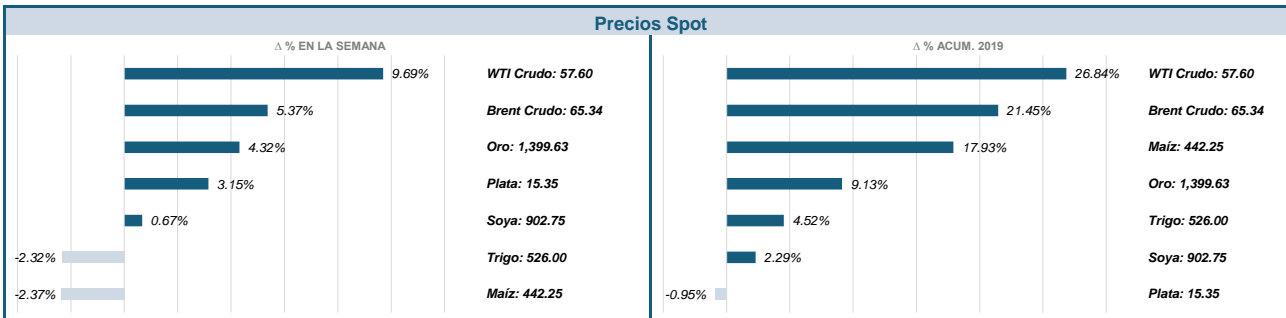 Precios Spot
Δ % EN LA SEMANA
9.69% WTI Crudo: 57.60
5.37% Brent Crudo: 65.34
4.32% Oro: 1,399.63
3.15% Plata: 15.35
0.67% Soya: 902.75
-2.32% Trigo: 526.00
-2.37% Maíz: 442.25
Δ % ACUM. 2019
26.84% WTI Crudo: 57.60
21.45% Brent Crudo: 65.34
17.93% Maíz: 442.25
9.13% Oro: 1,399.63
4.52% Trigo: 526.00
2.29% Soya: 902.75
-0.95% Plata: 15.35